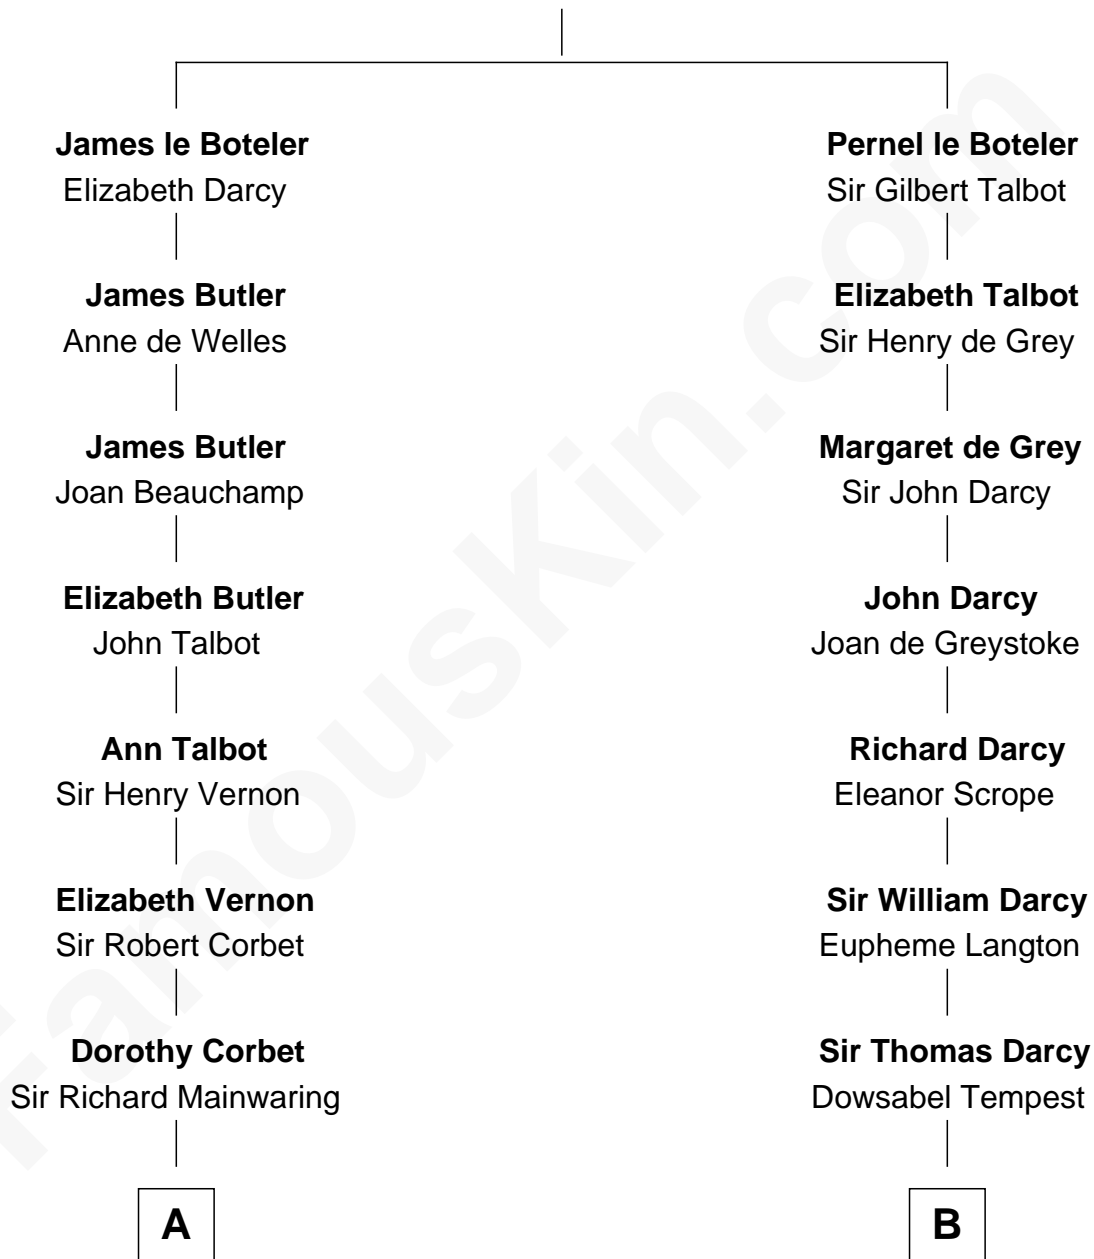 James le Boteler
Elizabeth Darcy
James Butler
Anne de Welles
James Butler
Joan Beauchamp
Elizabeth Butler
John Talbot
Ann Talbot
Sir Henry Vernon
Elizabeth Vernon
Sir Robert Corbet
Dorothy Corbet
Sir Richard Mainwaring
A
Pernel le Boteler
Sir Gilbert Talbot
Elizabeth Talbot
Sir Henry de Grey
Margaret de Grey
Sir John Darcy
John Darcy
Joan de Greystoke
Richard Darcy
Eleanor Scrope
Sir William Darcy
Eupheme Langton
Sir Thomas Darcy
Dowsabel Tempest
B
FamousKin.com